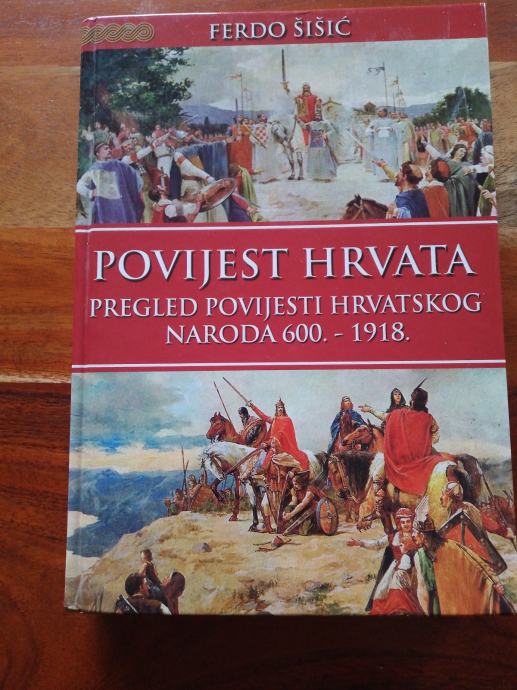 FERDO ŠIŠIĆ
POVIJEST HRVATA
PREGLED POVIJESTI HRVATSKOG
NARODA 600. - 1918.